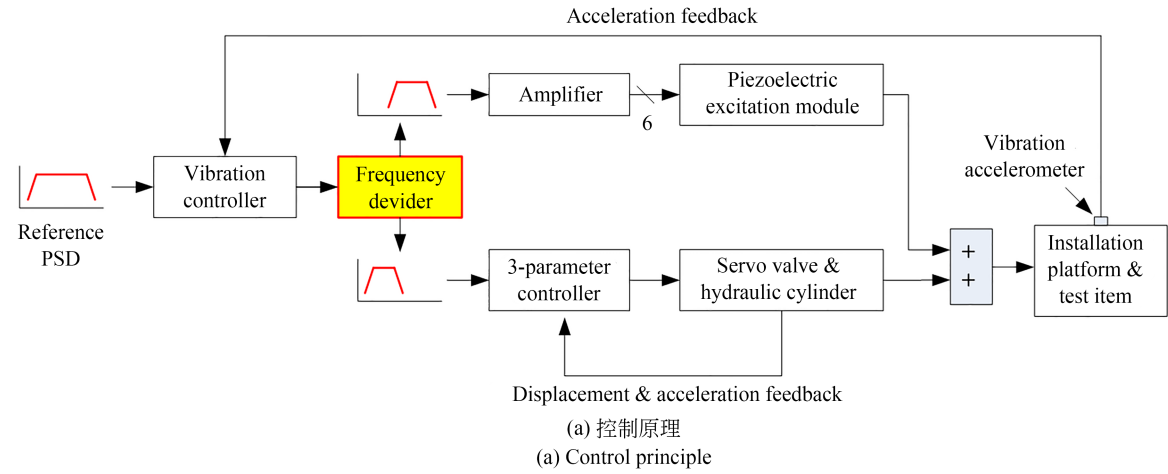 Acceleration feedback
Amplifier
6
Piezoelectric
excitation module
Vibration
accelerometer
Reference
PSD
Vibration
controller
Frequency
devider
3-parameter
controller
Servo valve &
hydraulic cylinder
+
+
Installation
platform &
test item
Displacement & acceleration feedback
(a) 控制原理
(a) Control principle